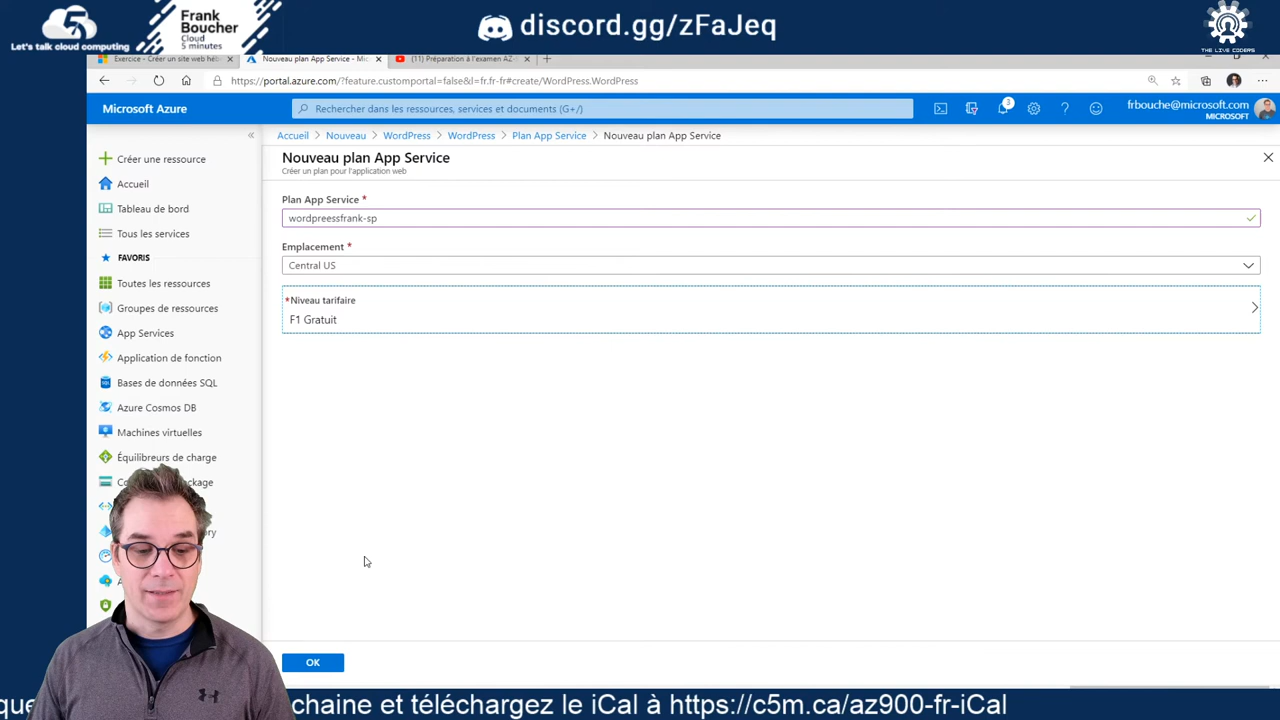 Let's talk cloud computing
Frank
Boucher
Cloud
5 minutes
discord.gg/zFaJeq
THE LIVE CODERS
Exercice - Créer un site web héb
Nouveau plan App Service - Mic
(11) Préparation à l'examen AZ-
https://portal.azure.com/?feature.customportal=false&l=fr.fr-fr#create/WordPress.WordPress
Microsoft Azure
Rechercher dans les ressources, services et documents (G+/)
3
frbouche@microsoft.com
MICROSOFT
Accueil > Nouveau > WordPress > WordPress > Plan App Service > Nouveau plan App Service
Nouveau plan App Service
Créer un plan pour l'application web
Créer une ressource
Accueil
Tableau de bord
Tous les services
FAVORIS
Toutes les ressources
Groupes de ressources
App Services
Application de fonction
Bases de données SQL
Azure Cosmos DB
Machines virtuelles
Équilibreurs de charge
Plan App Service *
wordpreessfrank-sp
Emplacement *
Central US
*Niveau tarifaire
F1 Gratuit
OK
que
chaine et téléchargez le iCal à https://c5m.ca/az900-fr-iCal